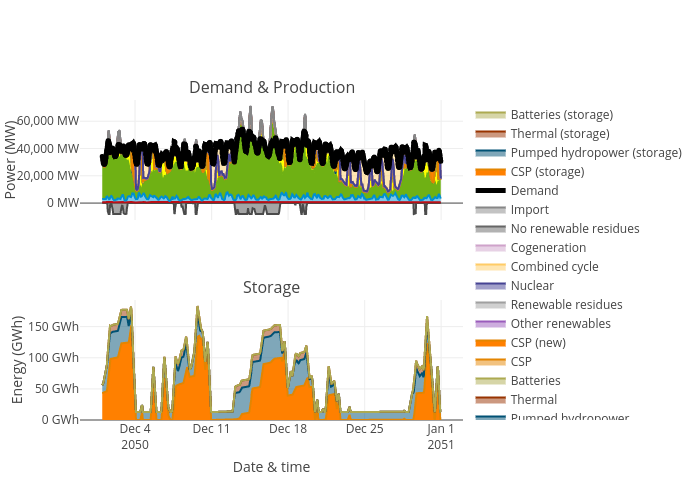 Demand & Production
Power (MW)
60,000 MW
40,000 MW
20,000 MW
0 MW
Storage
Energy (GWh)
150 GWh
100 GWh
50 GWh
0 GWh
Dec 4
2050
Dec 11
Dec 18
Dec 25
Jan 1
2051
Date & time
Batteries (storage)
Thermal (storage)
Pumped hydropower (storage)
CSP (storage)
Demand
Import
No renewable residues
Cogeneration
Combined cycle
Nuclear
Renewable residues
Other renewables
CSP (new)
CSP
Batteries
Thermal
Pumped hydropower